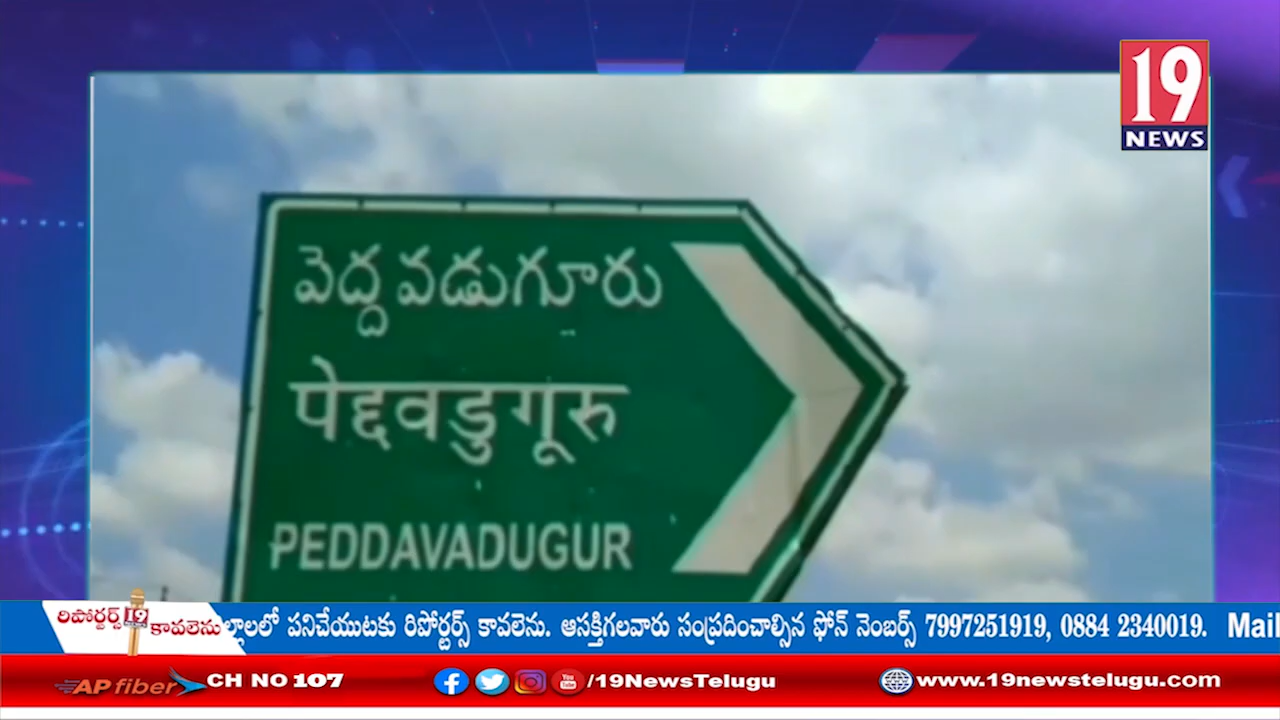 19
NEWS
పెద్ద వడుగూరు
पेद्दवडुगूरु
PEDDAVADUGUR
రిపోర్టర్స్ 19 కావలెను
ల్లాలలో పనిచేయుటకు రిపోర్టర్స్ కావలెను. ఆసక్తిగలవారు సంప్రదించాల్సిన ఫోన్ నెంబర్స్ 7997251919, 0884 2340019. Mail
AP fiber CH NO 107 /19NewsTelugu www.19newstelugu.com